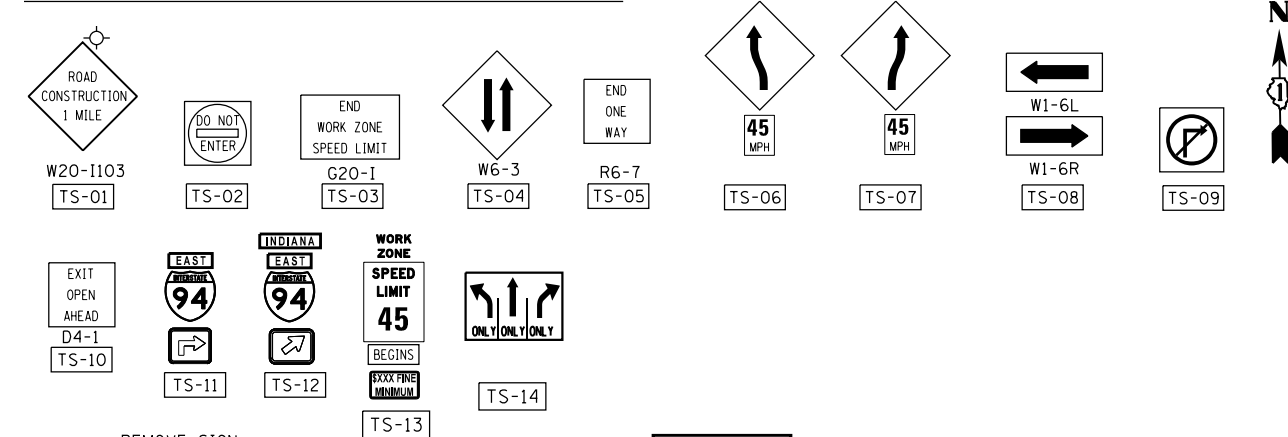 ROAD
CONSTRUCTION
1 MILE
W20-I103
TS-01
DO NOT
ENTER
TS-02
END
WORK ZONE
SPEED LIMIT
G20-I
TS-03
W6-3
TS-04
END
ONE
WAY
R6-7
TS-05
45
MPH
TS-06
45
MPH
TS-07
W1-6L
W1-6R
TS-08
TS-09
N
1
EXIT
OPEN
AHEAD
D4-1
TS-10
EAST
INTERSTATE
94
TS-11
INDIANA
EAST
INTERSTATE
94
TS-12
WORK
ZONE
SPEED
LIMIT
45
BEGINS
$XXX FINE
MINIMUM
TS-13
ONLY ONLY ONLY
TS-14
REMOVE SIGN